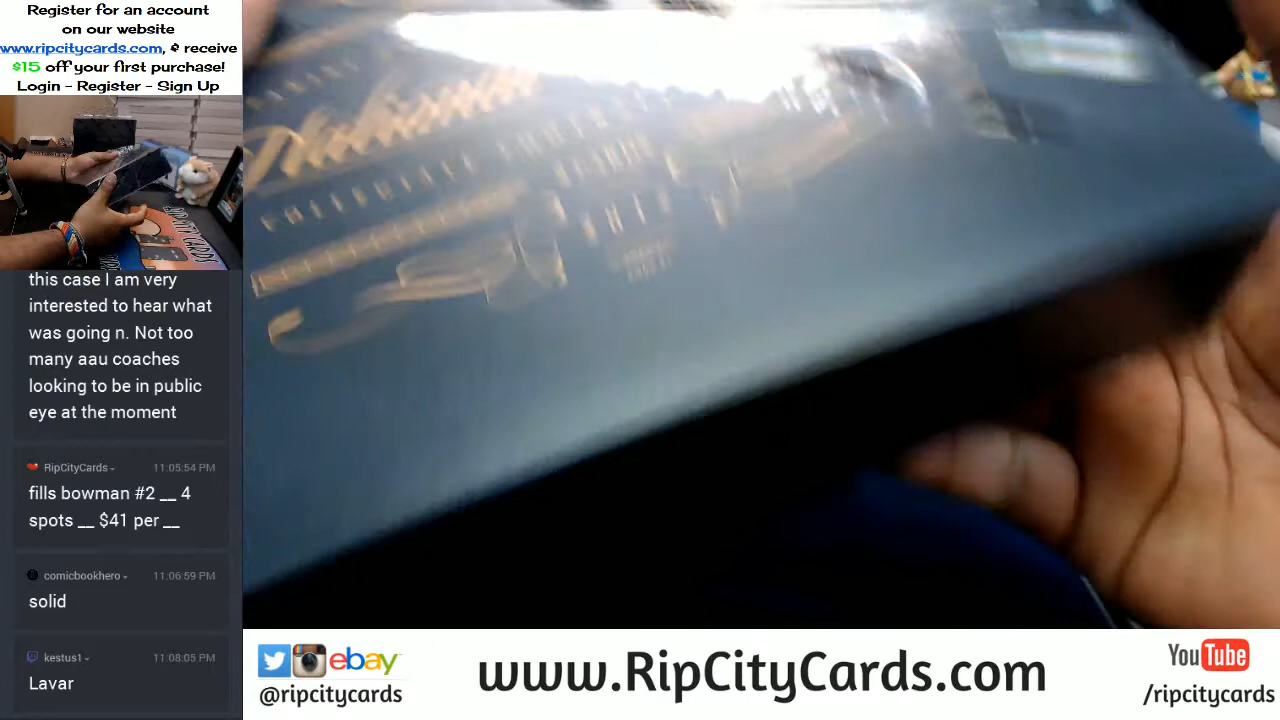 Register for an account
on our website
www.ripcitycards.com, & receive
$15 off your first purchase!
Login - Register - Sign Up
RIP CITY CARDS
this case I am very
interested to hear what
was going n. Not too
many aau coaches
looking to be in public
eye at the moment
RipCityCards 11:05:54 PM
fills bowman #2 __ 4
spots __ $41 per __
comicbookhero 11:06:59 PM
solid
kestus1 11:08:05 PM
Lavar
ebay
@ripcitycards
www.RipCityCards.com
YouTube
/ripcitycards